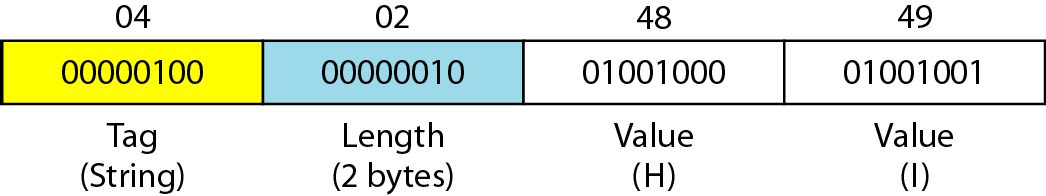 04 02 48 49
00000100 00000010 01001000 01001001
Tag Length Value Value
(String) (2 bytes) (H) (I)